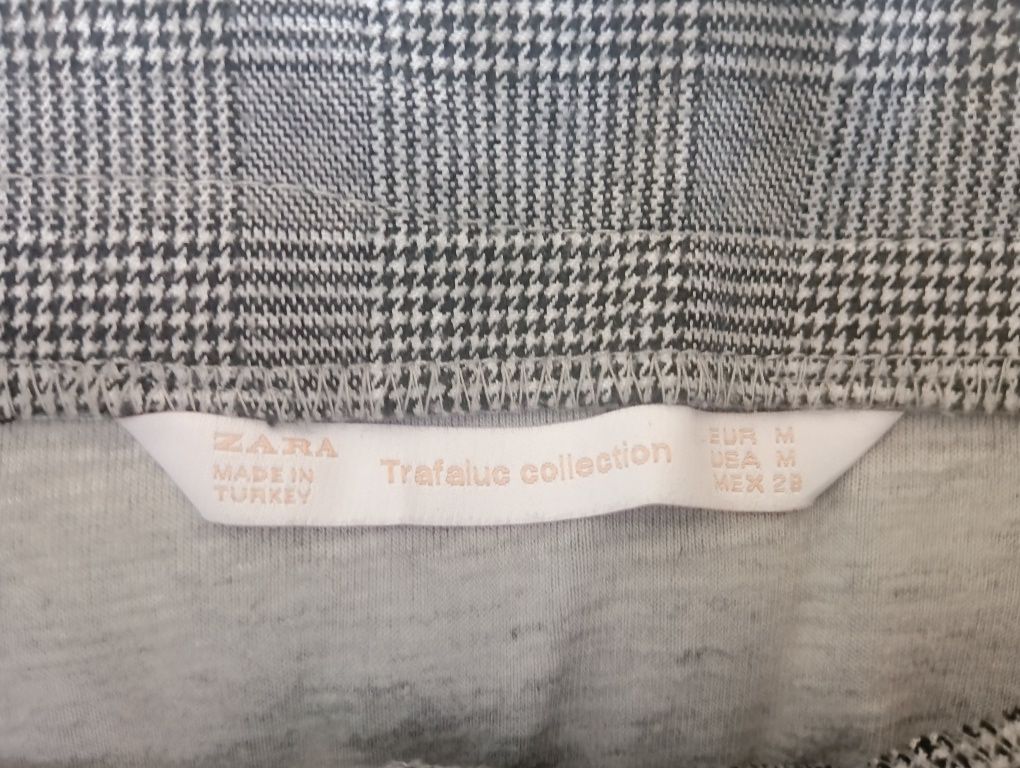 ZARA
MADE IN
TURKEY
Trafaluc collection
EUR M
USA M
MEX 28